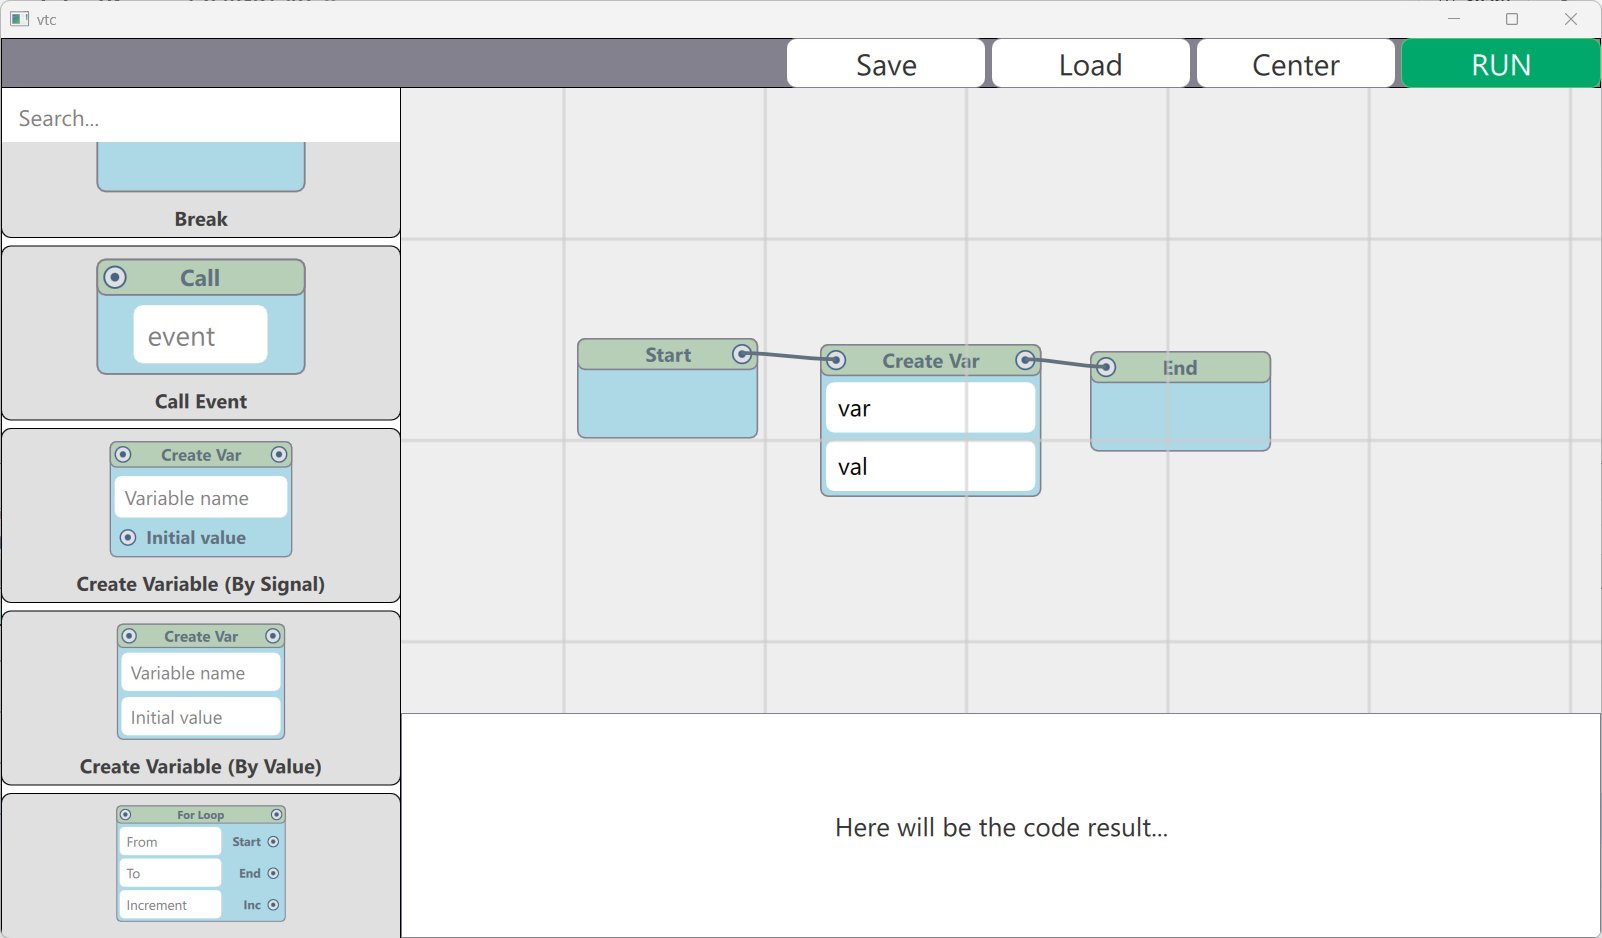 vtc
Save
Load
Center
RUN
Search...
Break
Call
event
Call Event
Create Var
Variable name
Initial value
Create Variable (By Signal)
Create Var
Variable name
Initial value
Create Variable (By Value)
For Loop
From
Start
To
End
Increment
Inc
Start
Create Var
var
val
End
Here will be the code result...